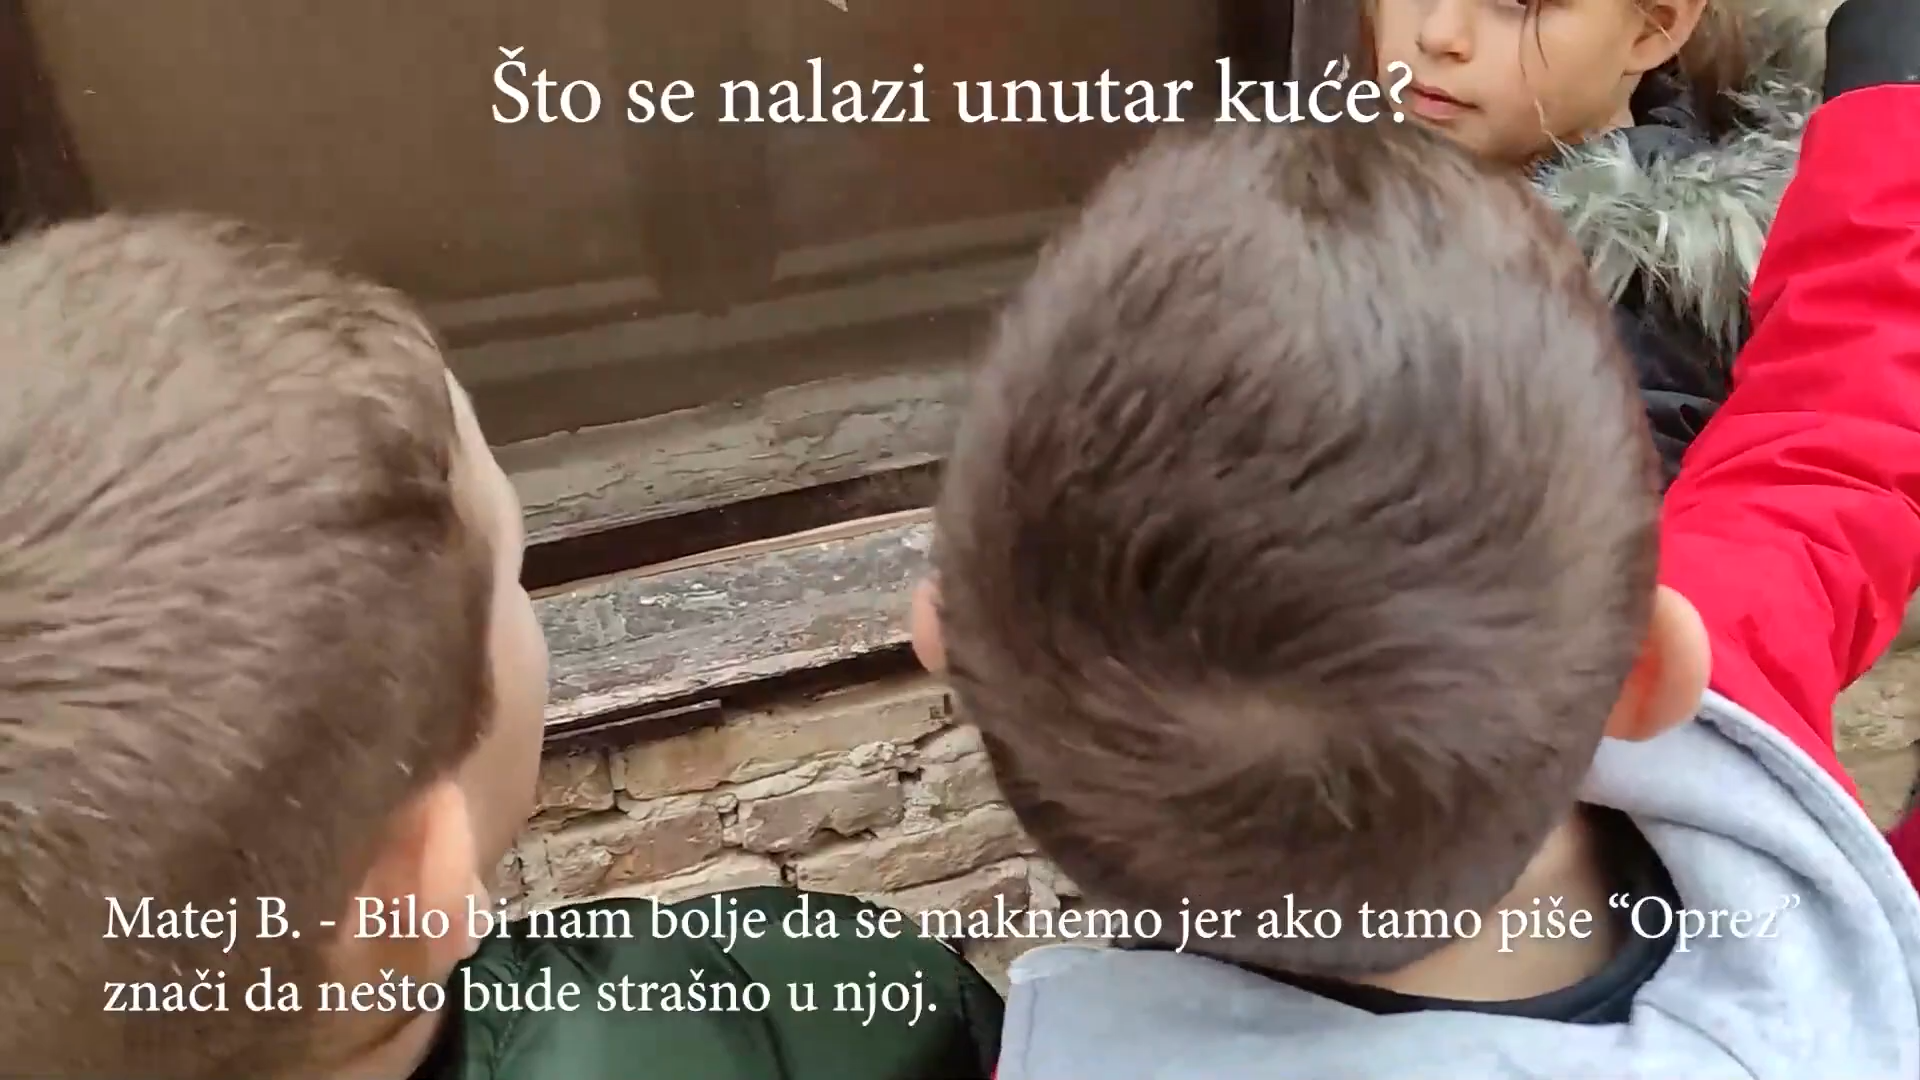 Što se nalazi unutar kuće?
Matej B. - Bilo bi nam bolje da se maknemo jer ako tamo piše “Oprez”
znači da nešto bude strašno u njoj.